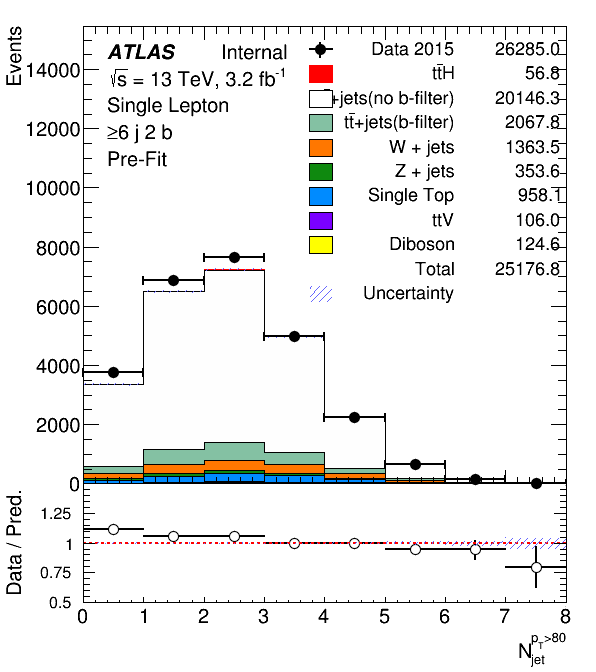 Events
ATLAS Internal
√s = 13 TeV, 3.2 fb⁻¹
Single Lepton
≥6 j 2 b
Pre-Fit
Data 2015 26285.0
tt̄H 56.8
+jets(no b-filter) 20146.3
tt̄+jets(b-filter) 2067.8
W + jets 1363.5
Z + jets 353.6
Single Top 958.1
ttV 106.0
Diboson 124.6
Total 25176.8
Uncertainty
14000
12000
10000
8000
6000
4000
2000
0
Data / Pred.
1.25
1
0.75
0.5
0 1 2 3 4 5 6 7 8
N_jet^{p_T>80}